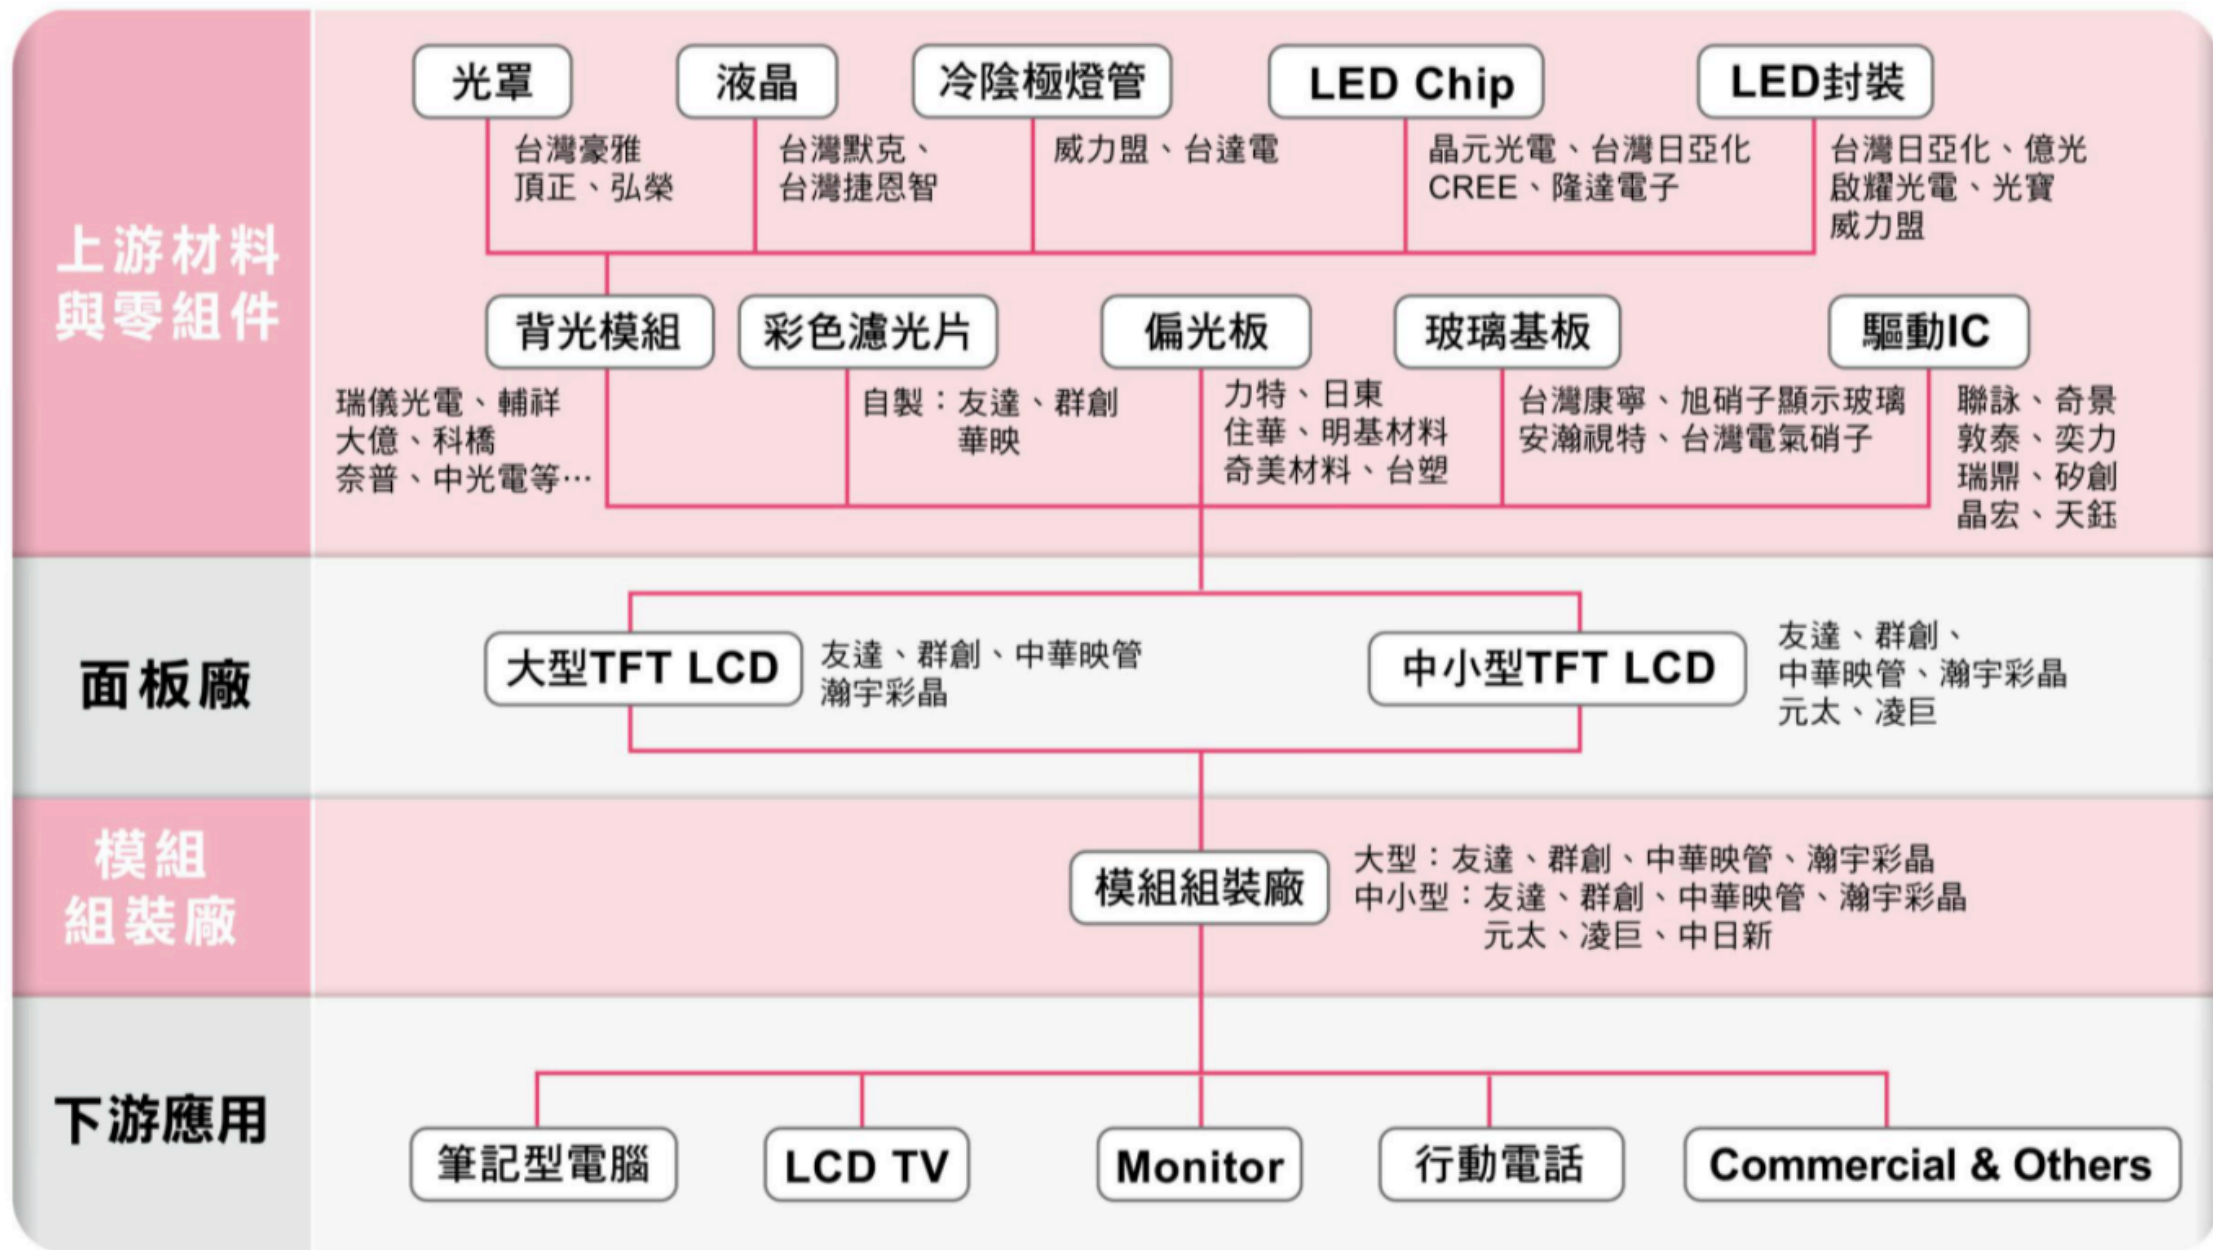 上游材料
與零組件
光罩
台灣豪雅
頂正、弘榮
液晶
台灣默克、
台灣捷恩智
冷陰極燈管
威力盟、台達電
LED Chip
晶元光電、台灣日亞化
CREE、隆達電子
LED封裝
台灣日亞化、億光
啟耀光電、光寶
威力盟
背光模組
瑞儀光電、輔祥
大億、科橋
奈普、中光電等…
彩色濾光片
自製：友達、群創
華映
偏光板
力特、日東
住華、明基材料
奇美材料、台塑
玻璃基板
台灣康寧、旭硝子顯示玻璃
安瀚視特、台灣電氣硝子
驅動IC
聯詠、奇景
敦泰、奕力
瑞鼎、矽創
晶宏、天鈺
面板廠
大型TFT LCD
友達、群創、中華映管
瀚宇彩晶
中小型TFT LCD
友達、群創、
中華映管、瀚宇彩晶
元太、凌巨
模組
組裝廠
模組組裝廠
大型：友達、群創、中華映管、瀚宇彩晶
中小型：友達、群創、中華映管、瀚宇彩晶
元太、凌巨、中日新
下游應用
筆記型電腦
LCD TV
Monitor
行動電話
Commercial & Others